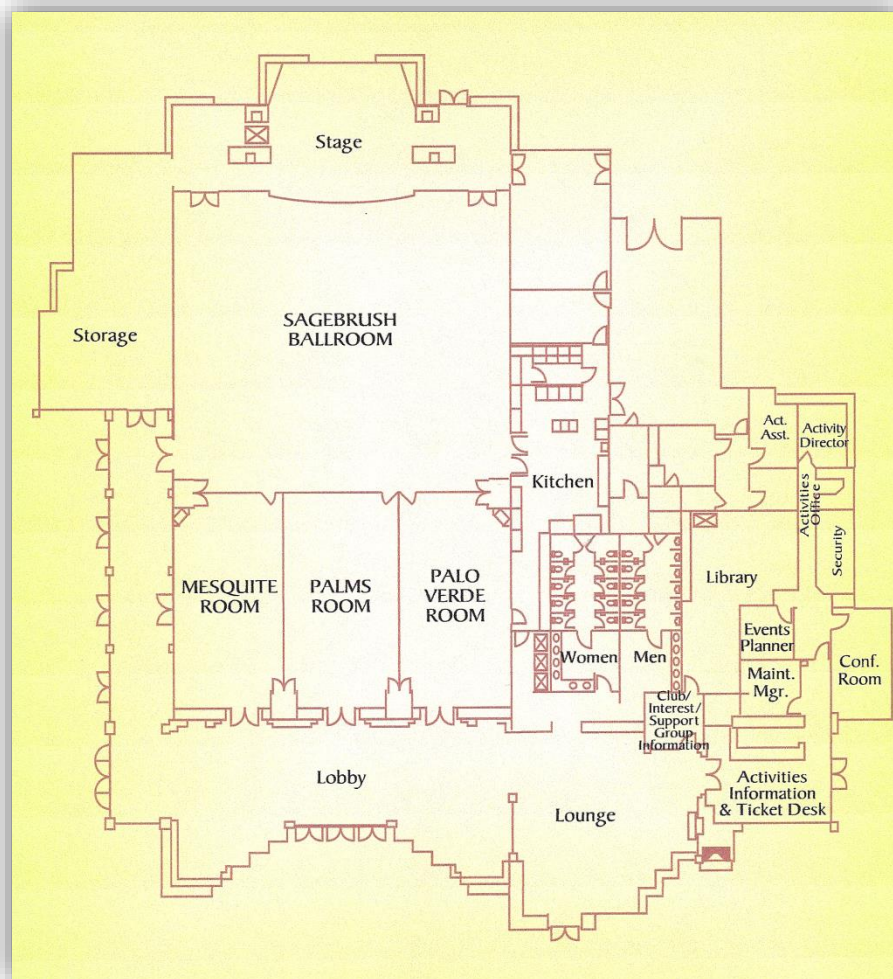 Stage
SAGEBRUSH
BALLROOM
Storage
Act.
Asst.
Activity
Director
Kitchen
Activities
Office
Security
MESQUITE
ROOM
PALMS
ROOM
PALO
VERDE
ROOM
Library
Events
Planner
Women
Men
Conf.
Room
Maint.
Mgr.
Club/
Interest/
Support
Group
Information
Lobby
Activities
Information
& Ticket Desk
Lounge